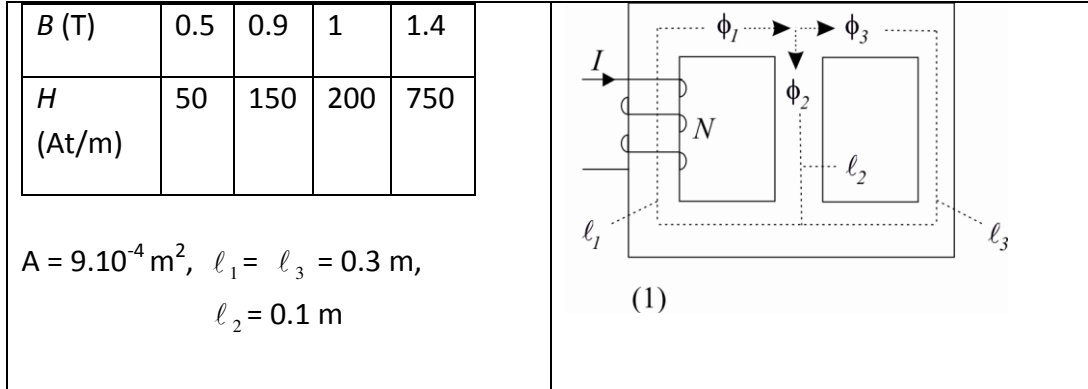 B (T) 0.5 0.9 1 1.4
H (At/m) 50 150 200 750
A = 9.10⁻⁴ m², ℓ₁ = ℓ₃ = 0.3 m,
ℓ₂ = 0.1 m
ϕ₁ ϕ₃
I
ϕ₂
N
ℓ₂
ℓ₁ ℓ₃
(1)